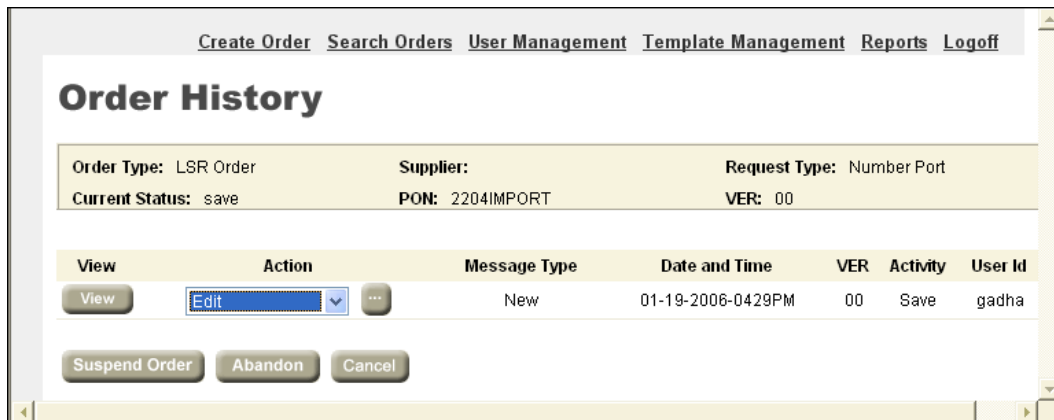 Create Order Search Orders User Management Template Management Reports Logoff
Order History
Order Type: LSR Order Supplier: Request Type: Number Port
Current Status: save PON: 2204IMPORT VER: 00
View Action Message Type Date and Time VER Activity User Id
View Edit ... New 01-19-2006-0429PM 00 Save gadha
Suspend Order Abandon Cancel